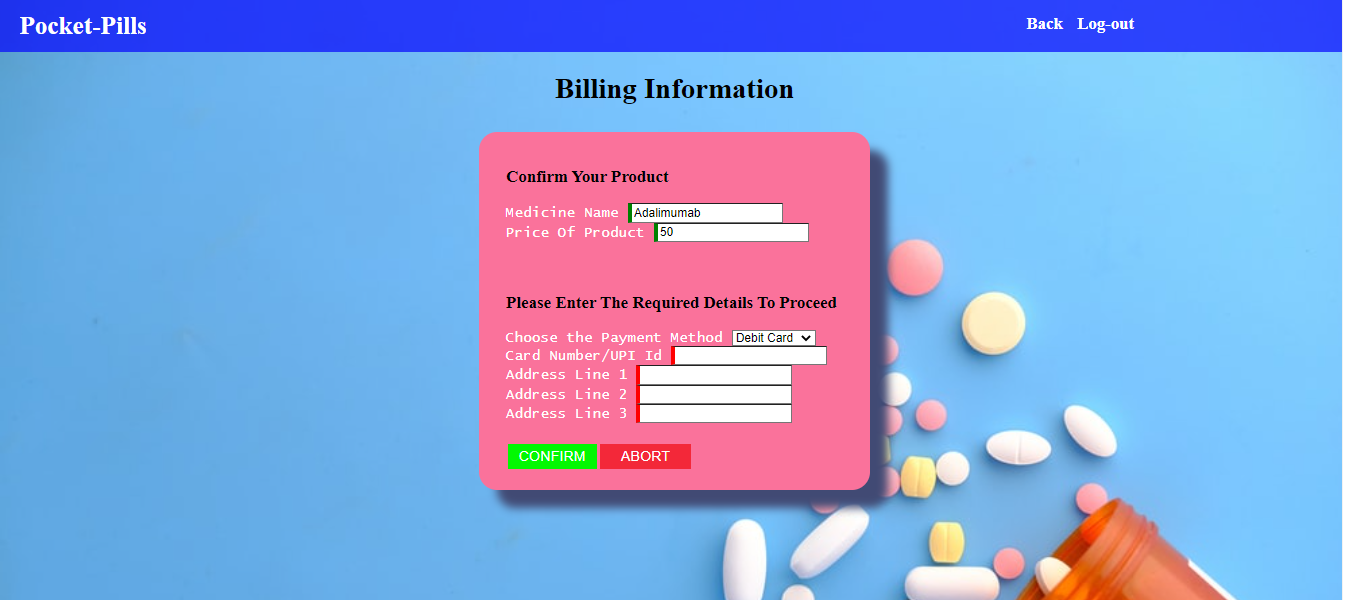 Pocket-Pills Back Log-out
Billing Information
Confirm Your Product
Medicine Name Adalimumab
Price Of Product 50
Please Enter The Required Details To Proceed
Choose the Payment Method Debit Card
Card Number/UPI Id
Address Line 1
Address Line 2
Address Line 3
CONFIRM ABORT